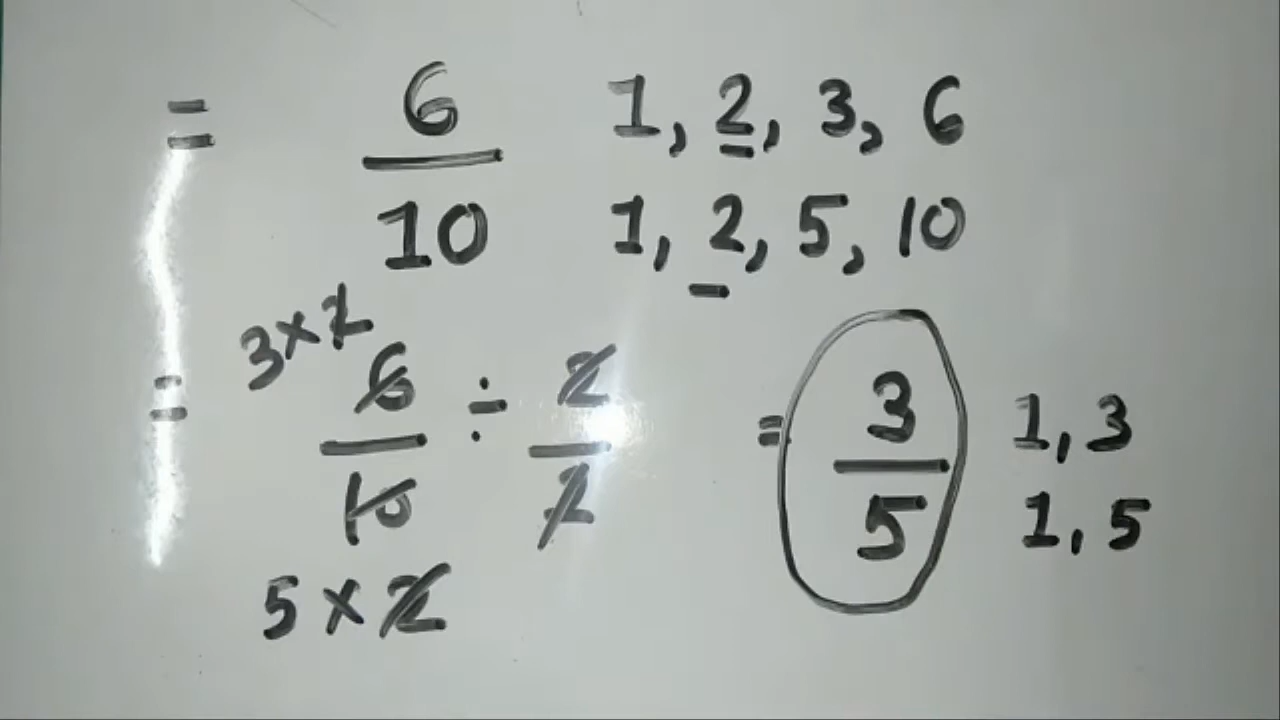 = 6/10 1, 2, 3, 6
1, 2, 5, 10
3×2
= 6/10 ÷ 2/2 = 3/5 1, 3
1, 5
5×2